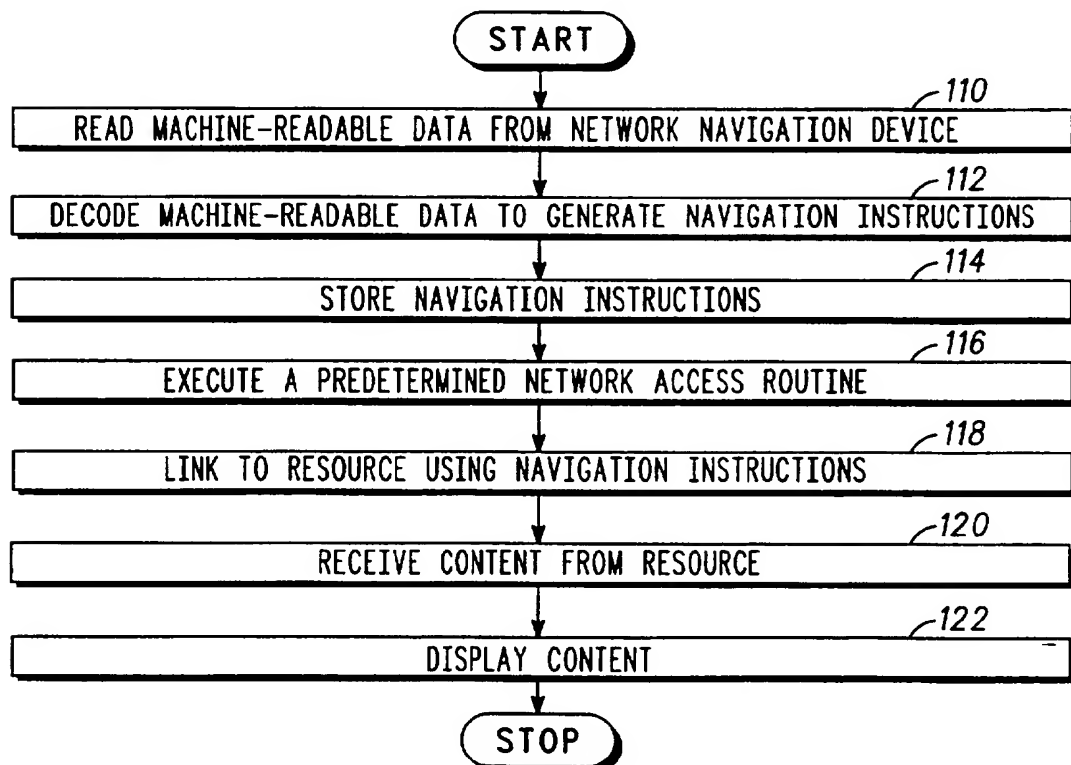 START
110
READ MACHINE-READABLE DATA FROM NETWORK NAVIGATION DEVICE
112
DECODE MACHINE-READABLE DATA TO GENERATE NAVIGATION INSTRUCTIONS
114
STORE NAVIGATION INSTRUCTIONS
116
EXECUTE A PREDETERMINED NETWORK ACCESS ROUTINE
118
LINK TO RESOURCE USING NAVIGATION INSTRUCTIONS
120
RECEIVE CONTENT FROM RESOURCE
122
DISPLAY CONTENT
STOP